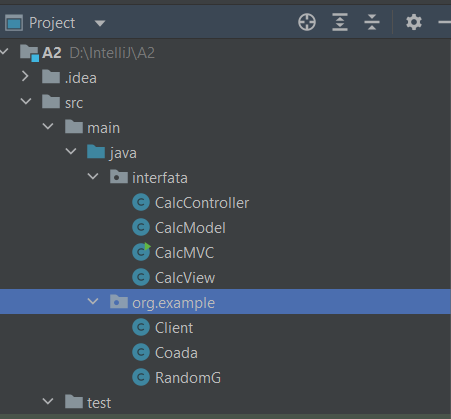 Project
A2 D:\IntelliJ\A2
.idea
src
main
java
interfata
CalcController
CalcModel
CalcMVC
CalcView
org.example
Client
Coada
RandomG
test